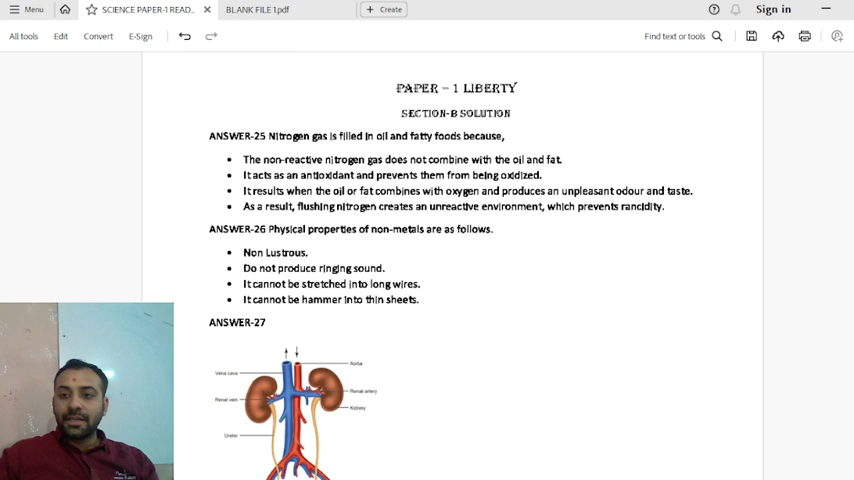 Menu
SCIENCE PAPER-1 READ...
BLANK FILE 1.pdf
Create
Sign in
All tools
Edit
Convert
E-Sign
Find text or tools
PAPER – 1 LIBERTY
SECTION-B SOLUTION
ANSWER-25 Nitrogen gas is filled in oil and fatty foods because,
• The non-reactive nitrogen gas does not combine with the oil and fat.
• It acts as an antioxidant and prevents them from being oxidized.
• It results when the oil or fat combines with oxygen and produces an unpleasant odour and taste.
• As a result, flushing nitrogen creates an unreactive environment, which prevents rancidity.
ANSWER-26 Physical properties of non-metals are as follows.
• Non Lustrous.
• Do not produce ringing sound.
• It cannot be stretched into long wires.
• It cannot be hammer into thin sheets.
ANSWER-27
Aorta
Vena cava
Renal artery
Renal vein
Kidney
Ureter